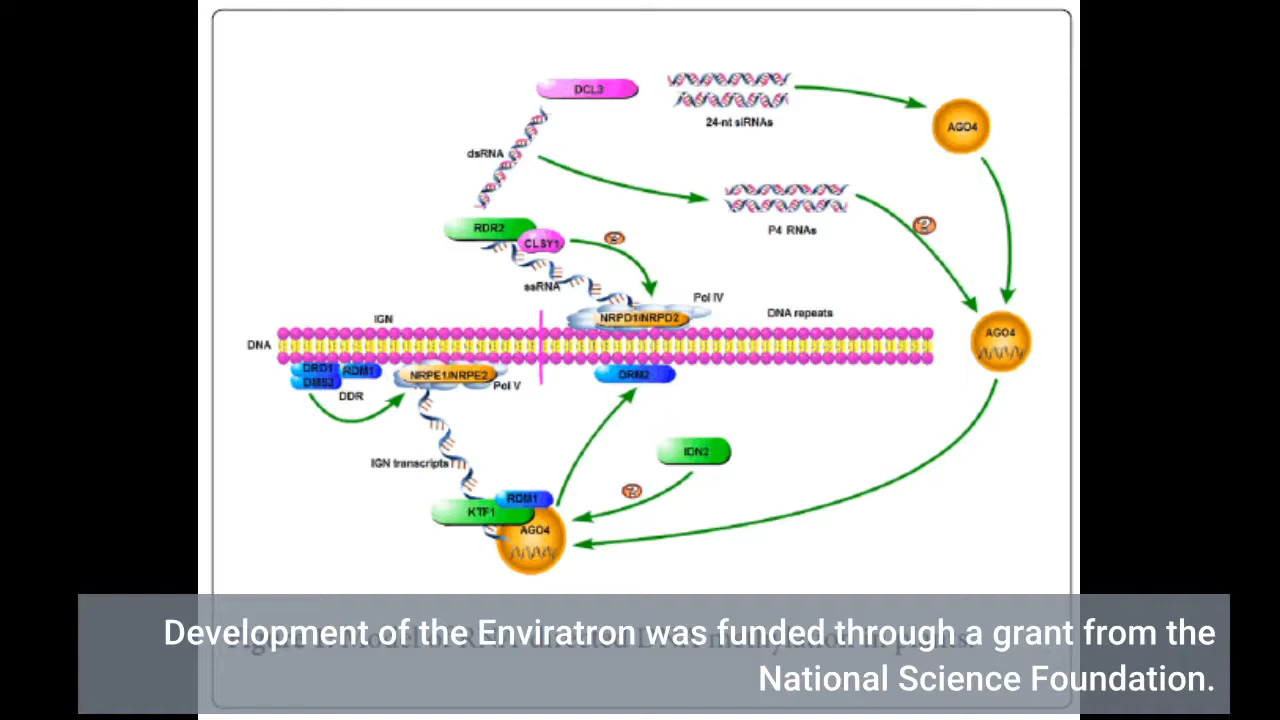 DCL3
24-nt siRNAs
AGO4
dsRNA
P4 RNAs
?
RDR2
CLSY1
?
ssRNA
Pol IV
NRPD1/NRPD2
DNA repeats
IGN
AGO4
DNA
DRD1
RDM1
DMS3
NRPE1/NRPE2
Pol V
DRM2
DDR
IDN2
IGN transcripts
?
RDM1
KTF1
AGO4
Development of the Enviratron was funded through a grant from the
National Science Foundation.